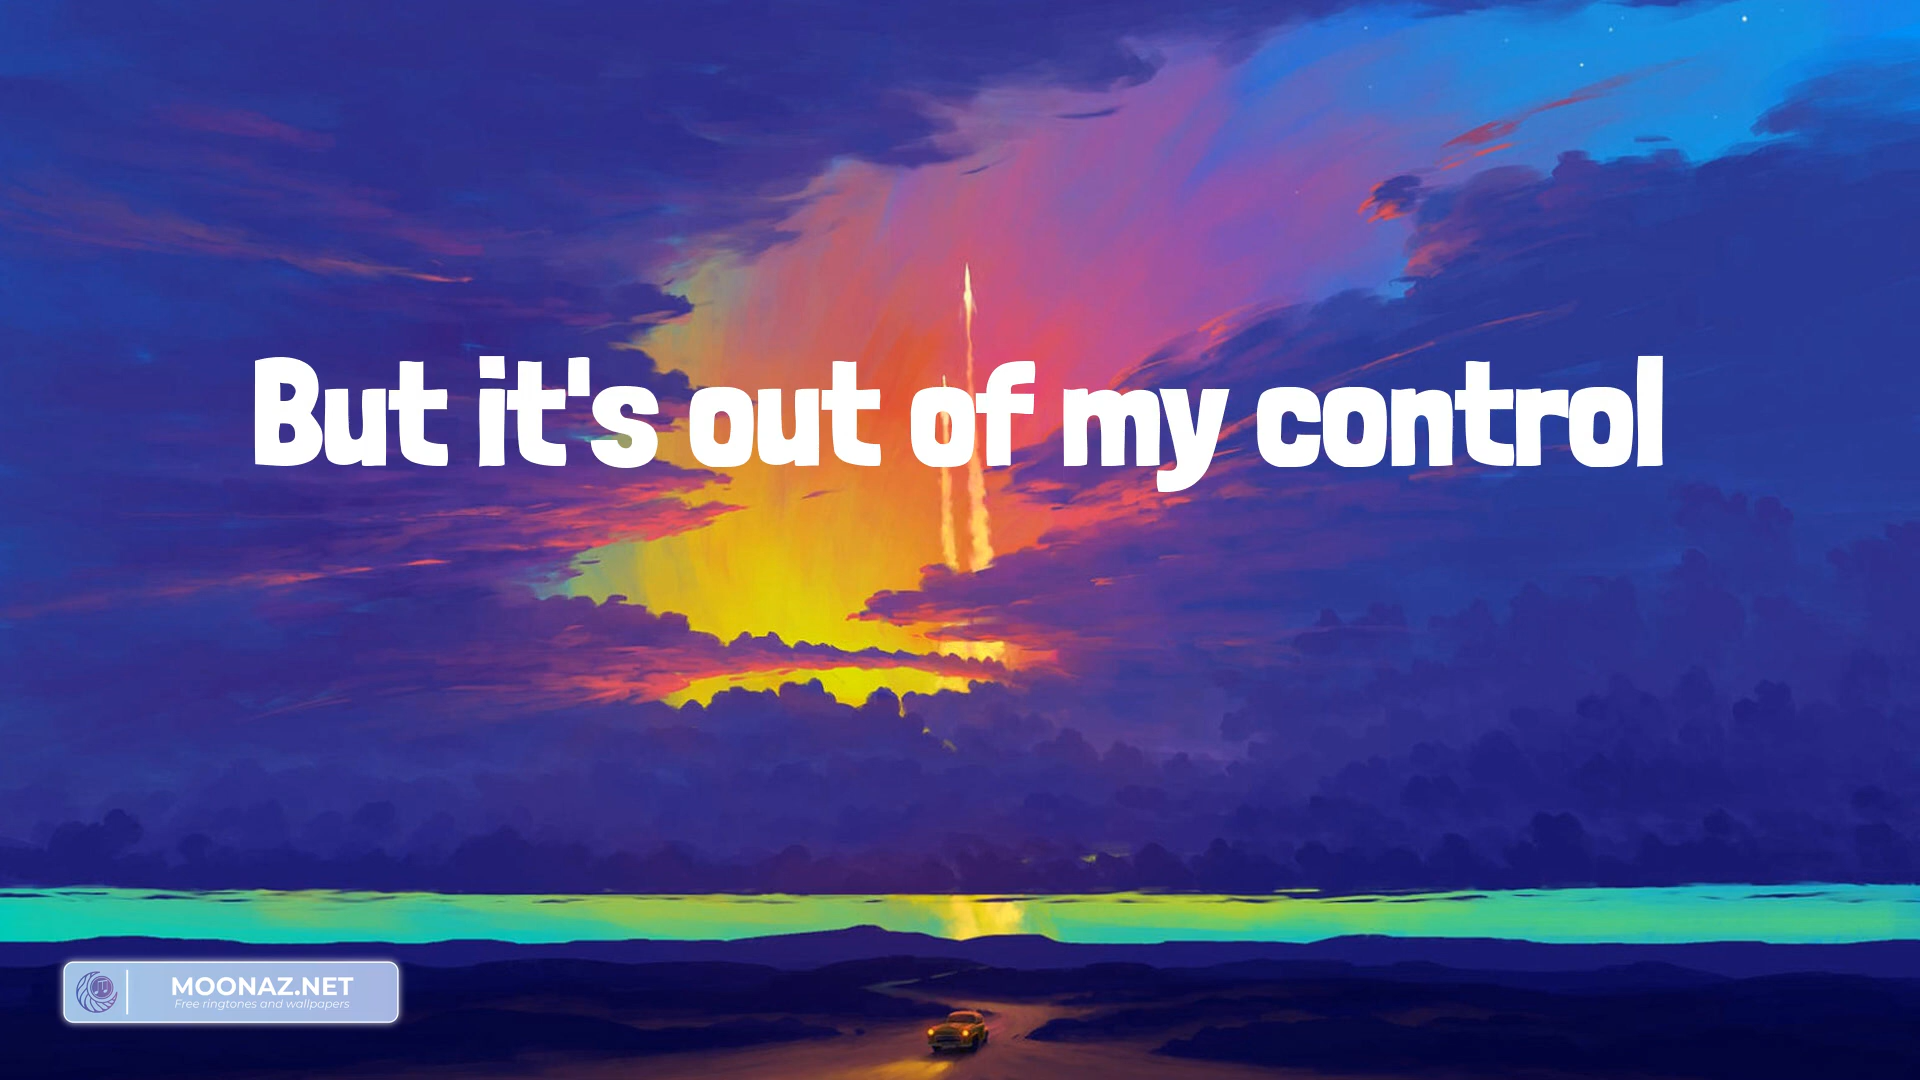 But it's out of my control
MOONAZ.NET
Free ringtones and wallpapers